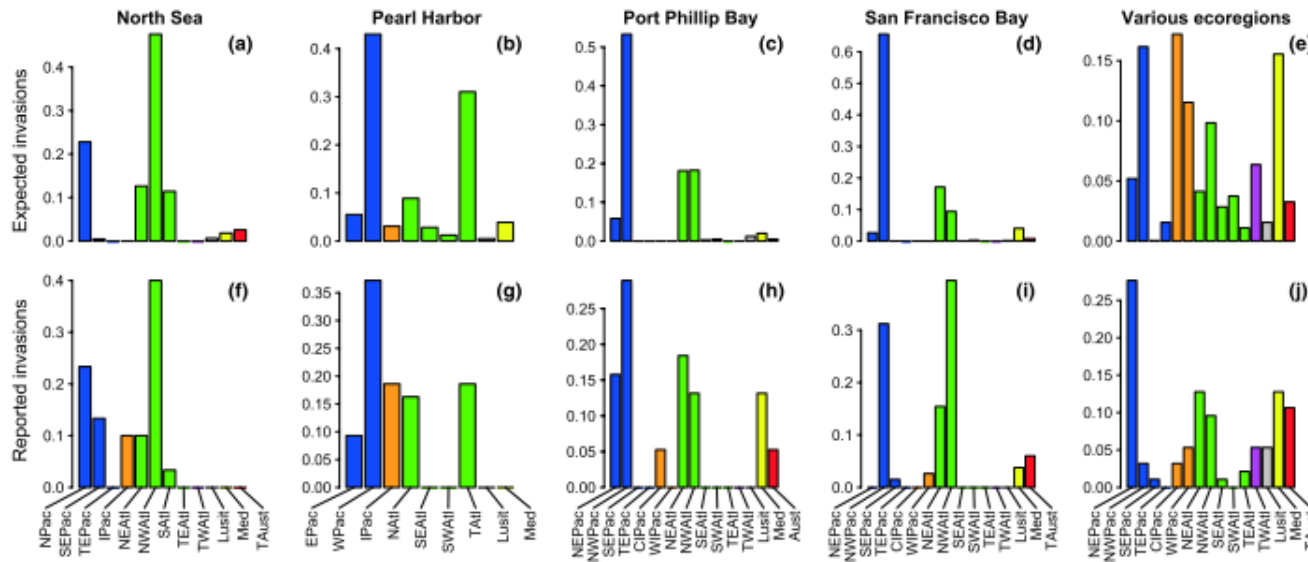 North Sea
Pearl Harbor
Port Phillip Bay
San Francisco Bay
Various ecoregions
Expected invasions
(a)
0.4
0.3
0.2
0.1
0.0
(b)
0.4
0.3
0.2
0.1
0.0
(c)
0.5
0.4
0.3
0.2
0.1
0.0
(d)
0.6
0.5
0.4
0.3
0.2
0.1
0.0
(e)
0.15
0.10
0.05
0.00
Reported invasions
(f)
0.4
0.3
0.2
0.1
0.0
NPac
SEPac
TEPac
IPac
NEAtl
NWAtl
SAtl
TEAtl
TWAtl
Lusit
Med
TAust
(g)
0.35
0.30
0.25
0.20
0.15
0.10
0.05
0.00
EPac
WPac
IPac
NAtl
SEAtl
SWAtl
TAtl
Lusit
Med
(h)
0.25
0.20
0.15
0.10
0.05
0.00
NEPac
NWPac
SEPac
TEPac
CIPac
WIPac
NEAtl
NWAtl
SEAtl
SWAtl
TEAtl
TWAtl
Lusit
Med
Aust
(i)
0.3
0.2
0.1
0.0
NEPac
NWPac
SEPac
TEPac
CIPac
WIPac
NEAtl
NWAtl
SEAtl
SWAtl
TEAtl
TWAtl
Lusit
Med
TAust
(j)
0.25
0.20
0.15
0.10
0.05
0.00
NEPac
NWPac
SEPac
TEPac
CIPac
WIPac
NEAtl
NWAtl
SEAtl
SWAtl
TEAtl
TWAtl
Lusit
Med